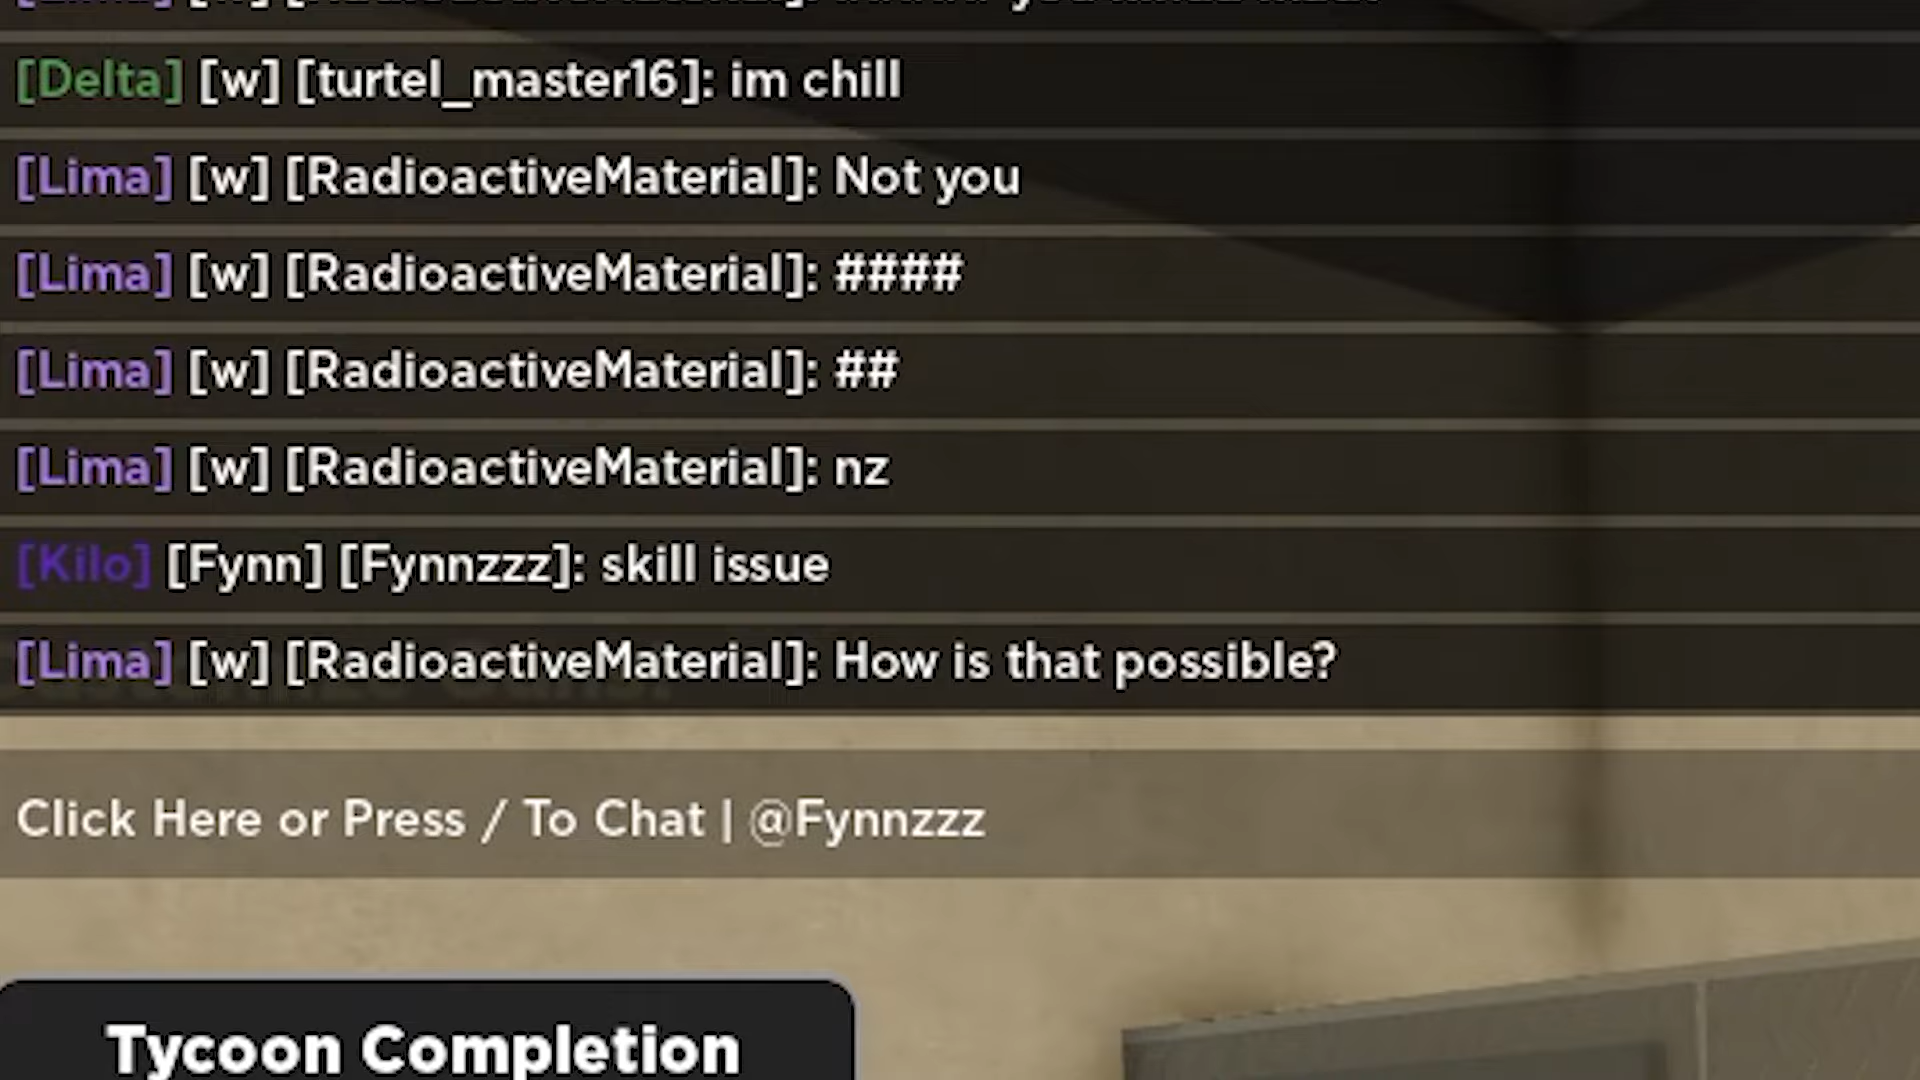 [Delta] [w] [turtel_master16]: im chill
[Lima] [w] [RadioactiveMaterial]: Not you
[Lima] [w] [RadioactiveMaterial]: ####
[Lima] [w] [RadioactiveMaterial]: ##
[Lima] [w] [RadioactiveMaterial]: nz
[Kilo] [Fynn] [Fynnzzz]: skill issue
[Lima] [w] [RadioactiveMaterial]: How is that possible?
Click Here or Press / To Chat | @Fynnzzz
Tycoon Completion